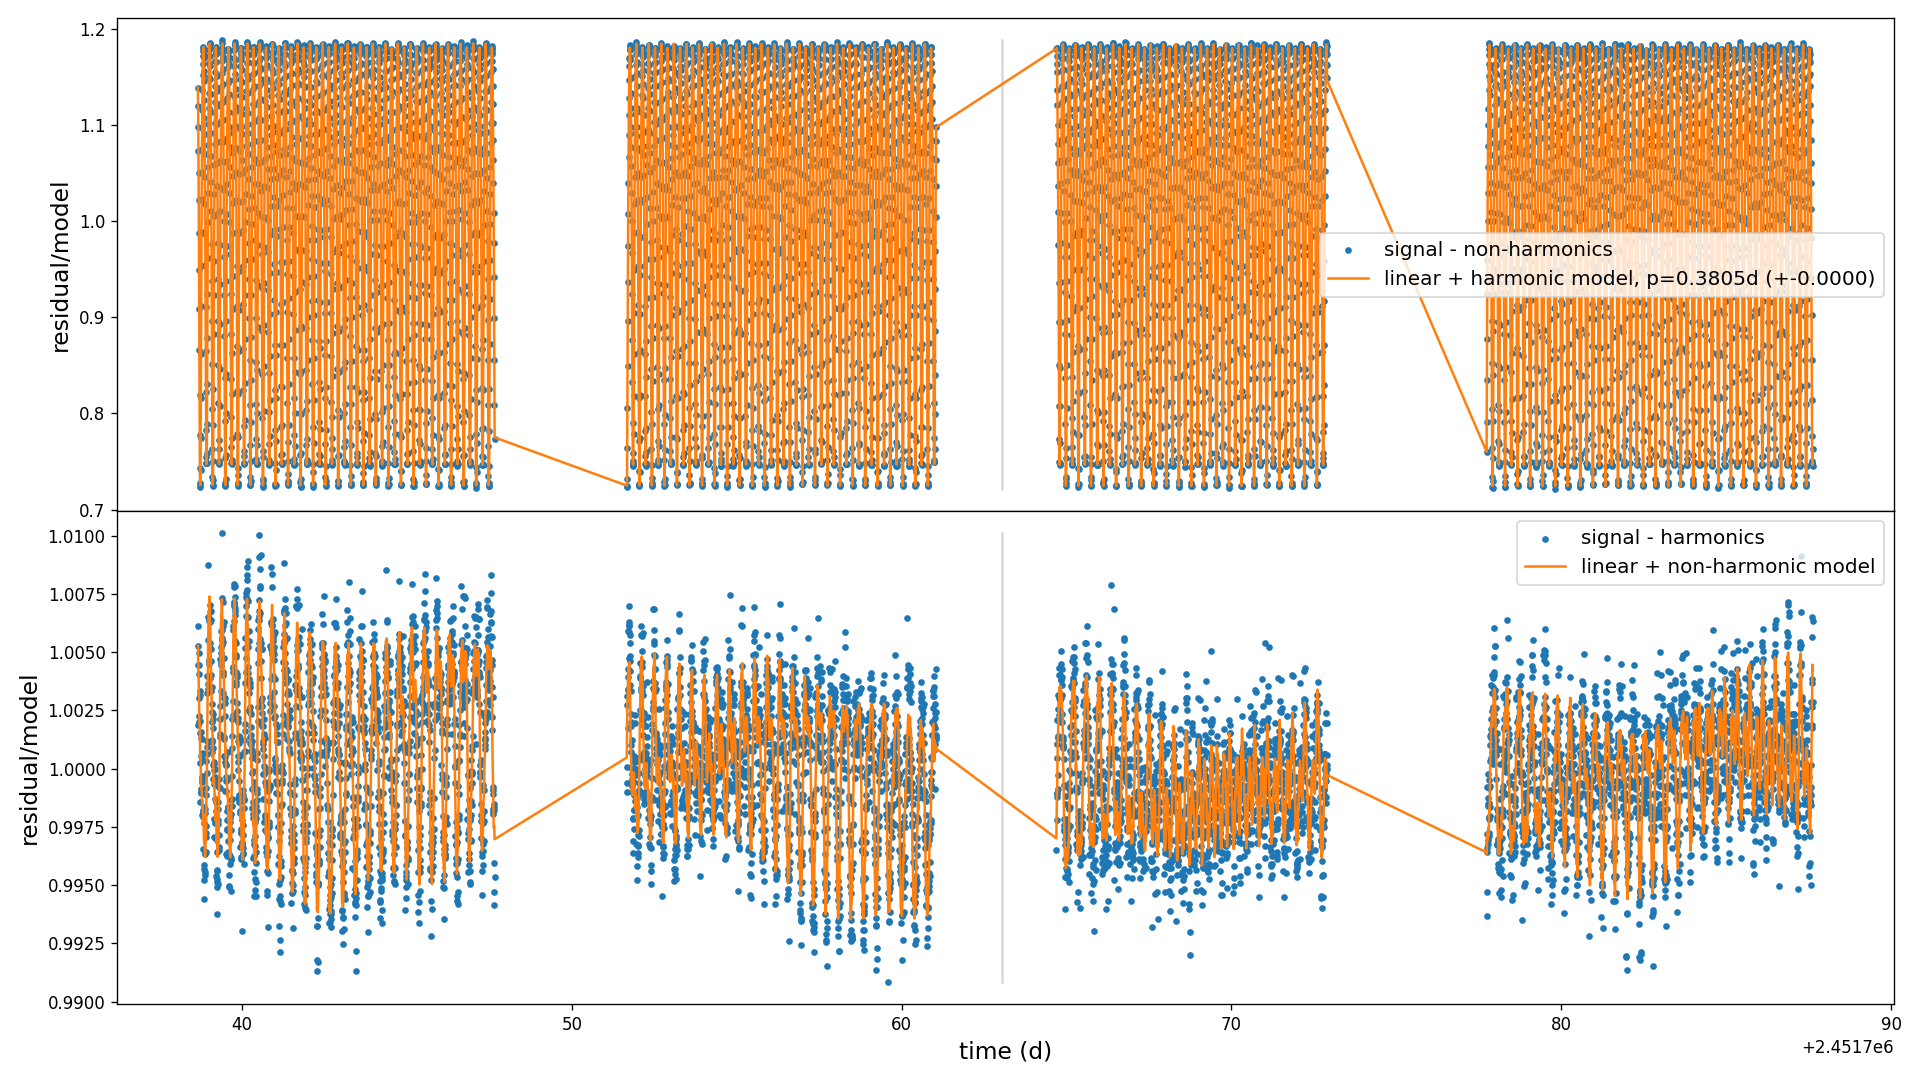 1.2
1.1
1.0
0.9
0.8
0.7
residual/model
signal - non-harmonics
linear + harmonic model, p=0.3805d (+-0.0000)
1.0100
1.0075
1.0050
1.0025
1.0000
0.9975
0.9950
0.9925
0.9900
residual/model
signal - harmonics
linear + non-harmonic model
40
50
60
70
80
90
time (d)
+2.4517e6